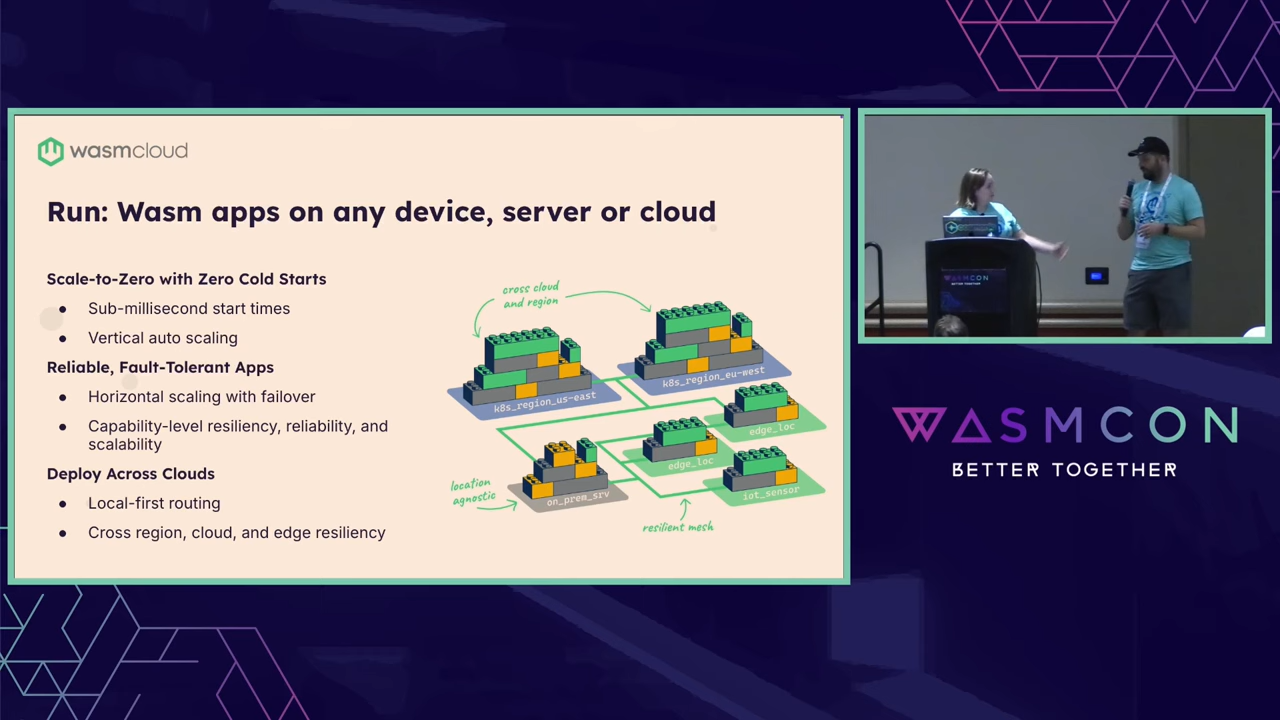 wasmcloud
Run: Wasm apps on any device, server or cloud
Scale-to-Zero with Zero Cold Starts
● Sub-millisecond start times
● Vertical auto scaling
Reliable, Fault-Tolerant Apps
● Horizontal scaling with failover
● Capability-level resiliency, reliability, and
scalability
Deploy Across Clouds
● Local-first routing
● Cross region, cloud, and edge resiliency
cross cloud
and region
k8s_region_us-east
k8s_region_eu-west
edge_loc
edge_loc
iot_sensor
on_prem_srv
location
agnostic
resilient mesh
WASMCON
BETTER TOGETHER
WASMCON
BETTER TOGETHER